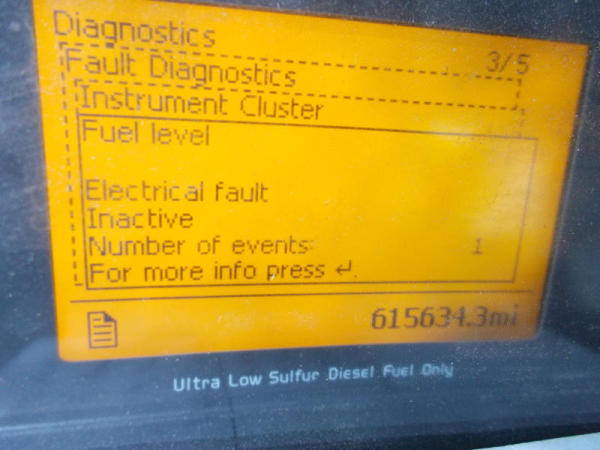 Diagnostics
3/5
Fault Diagnostics
Instrument Cluster
Fuel level
Electrical fault
Inactive
Number of events: 1
For more info press ↵.
615634.3mi
Ultra Low Sulfur Diesel Fuel Only